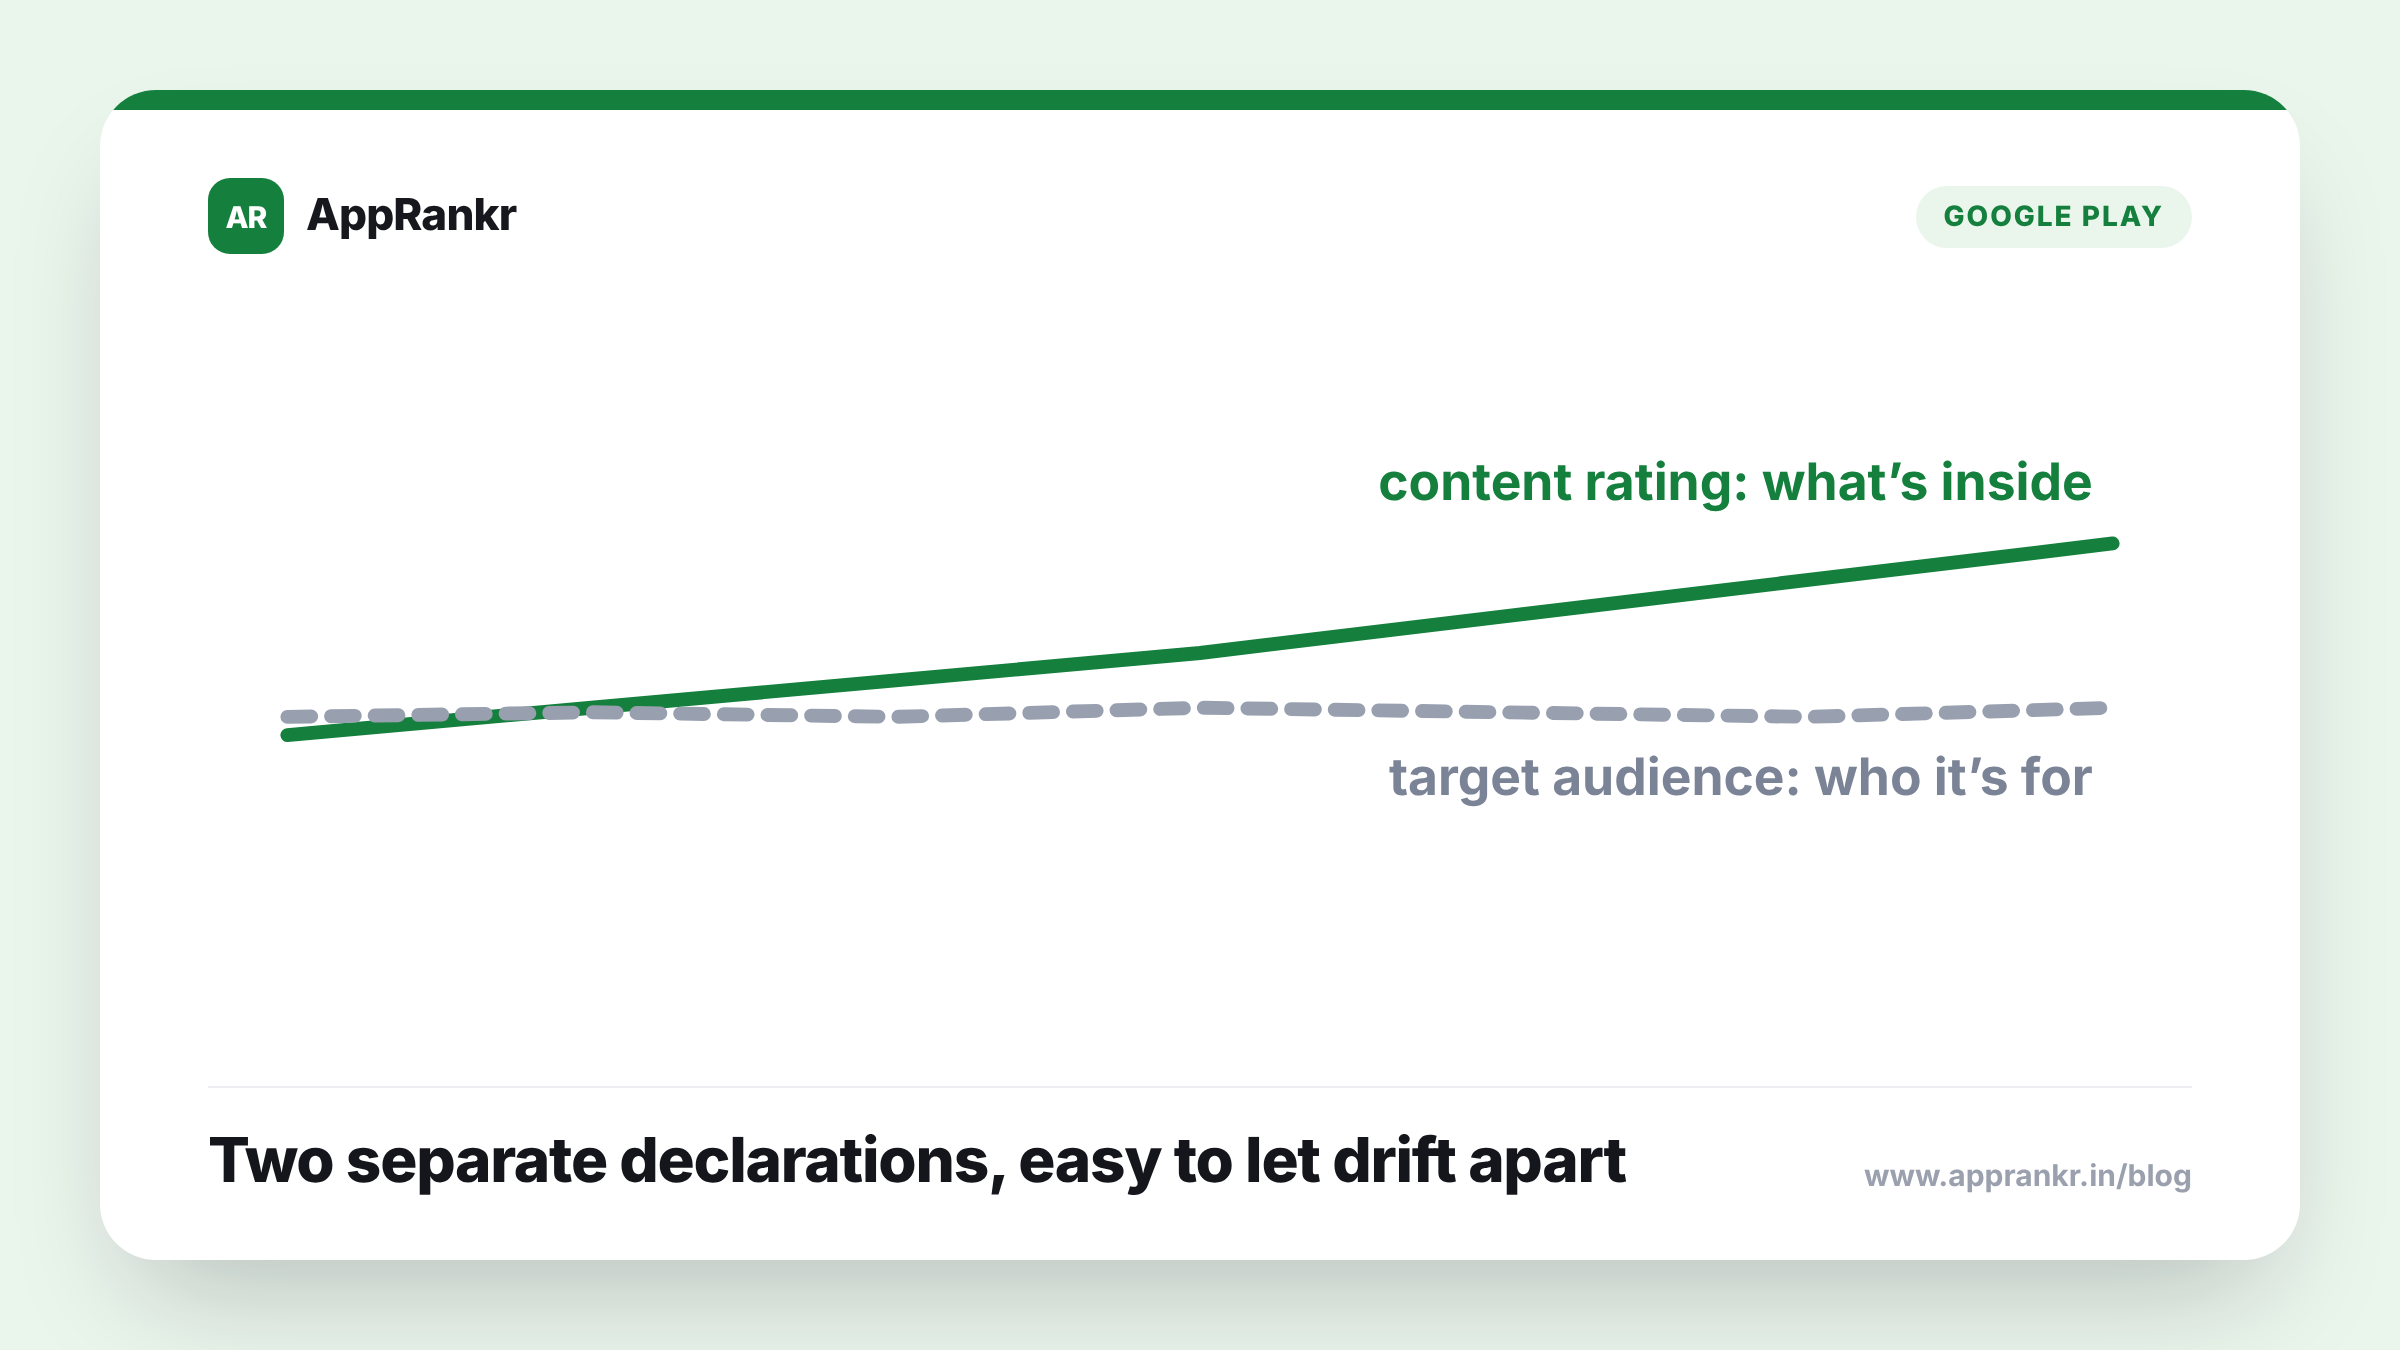 AR
AppRankr
GOOGLE PLAY
content rating: what’s inside
target audience: who it’s for
Two separate declarations, easy to let drift apart
www.apprankr.in/blog